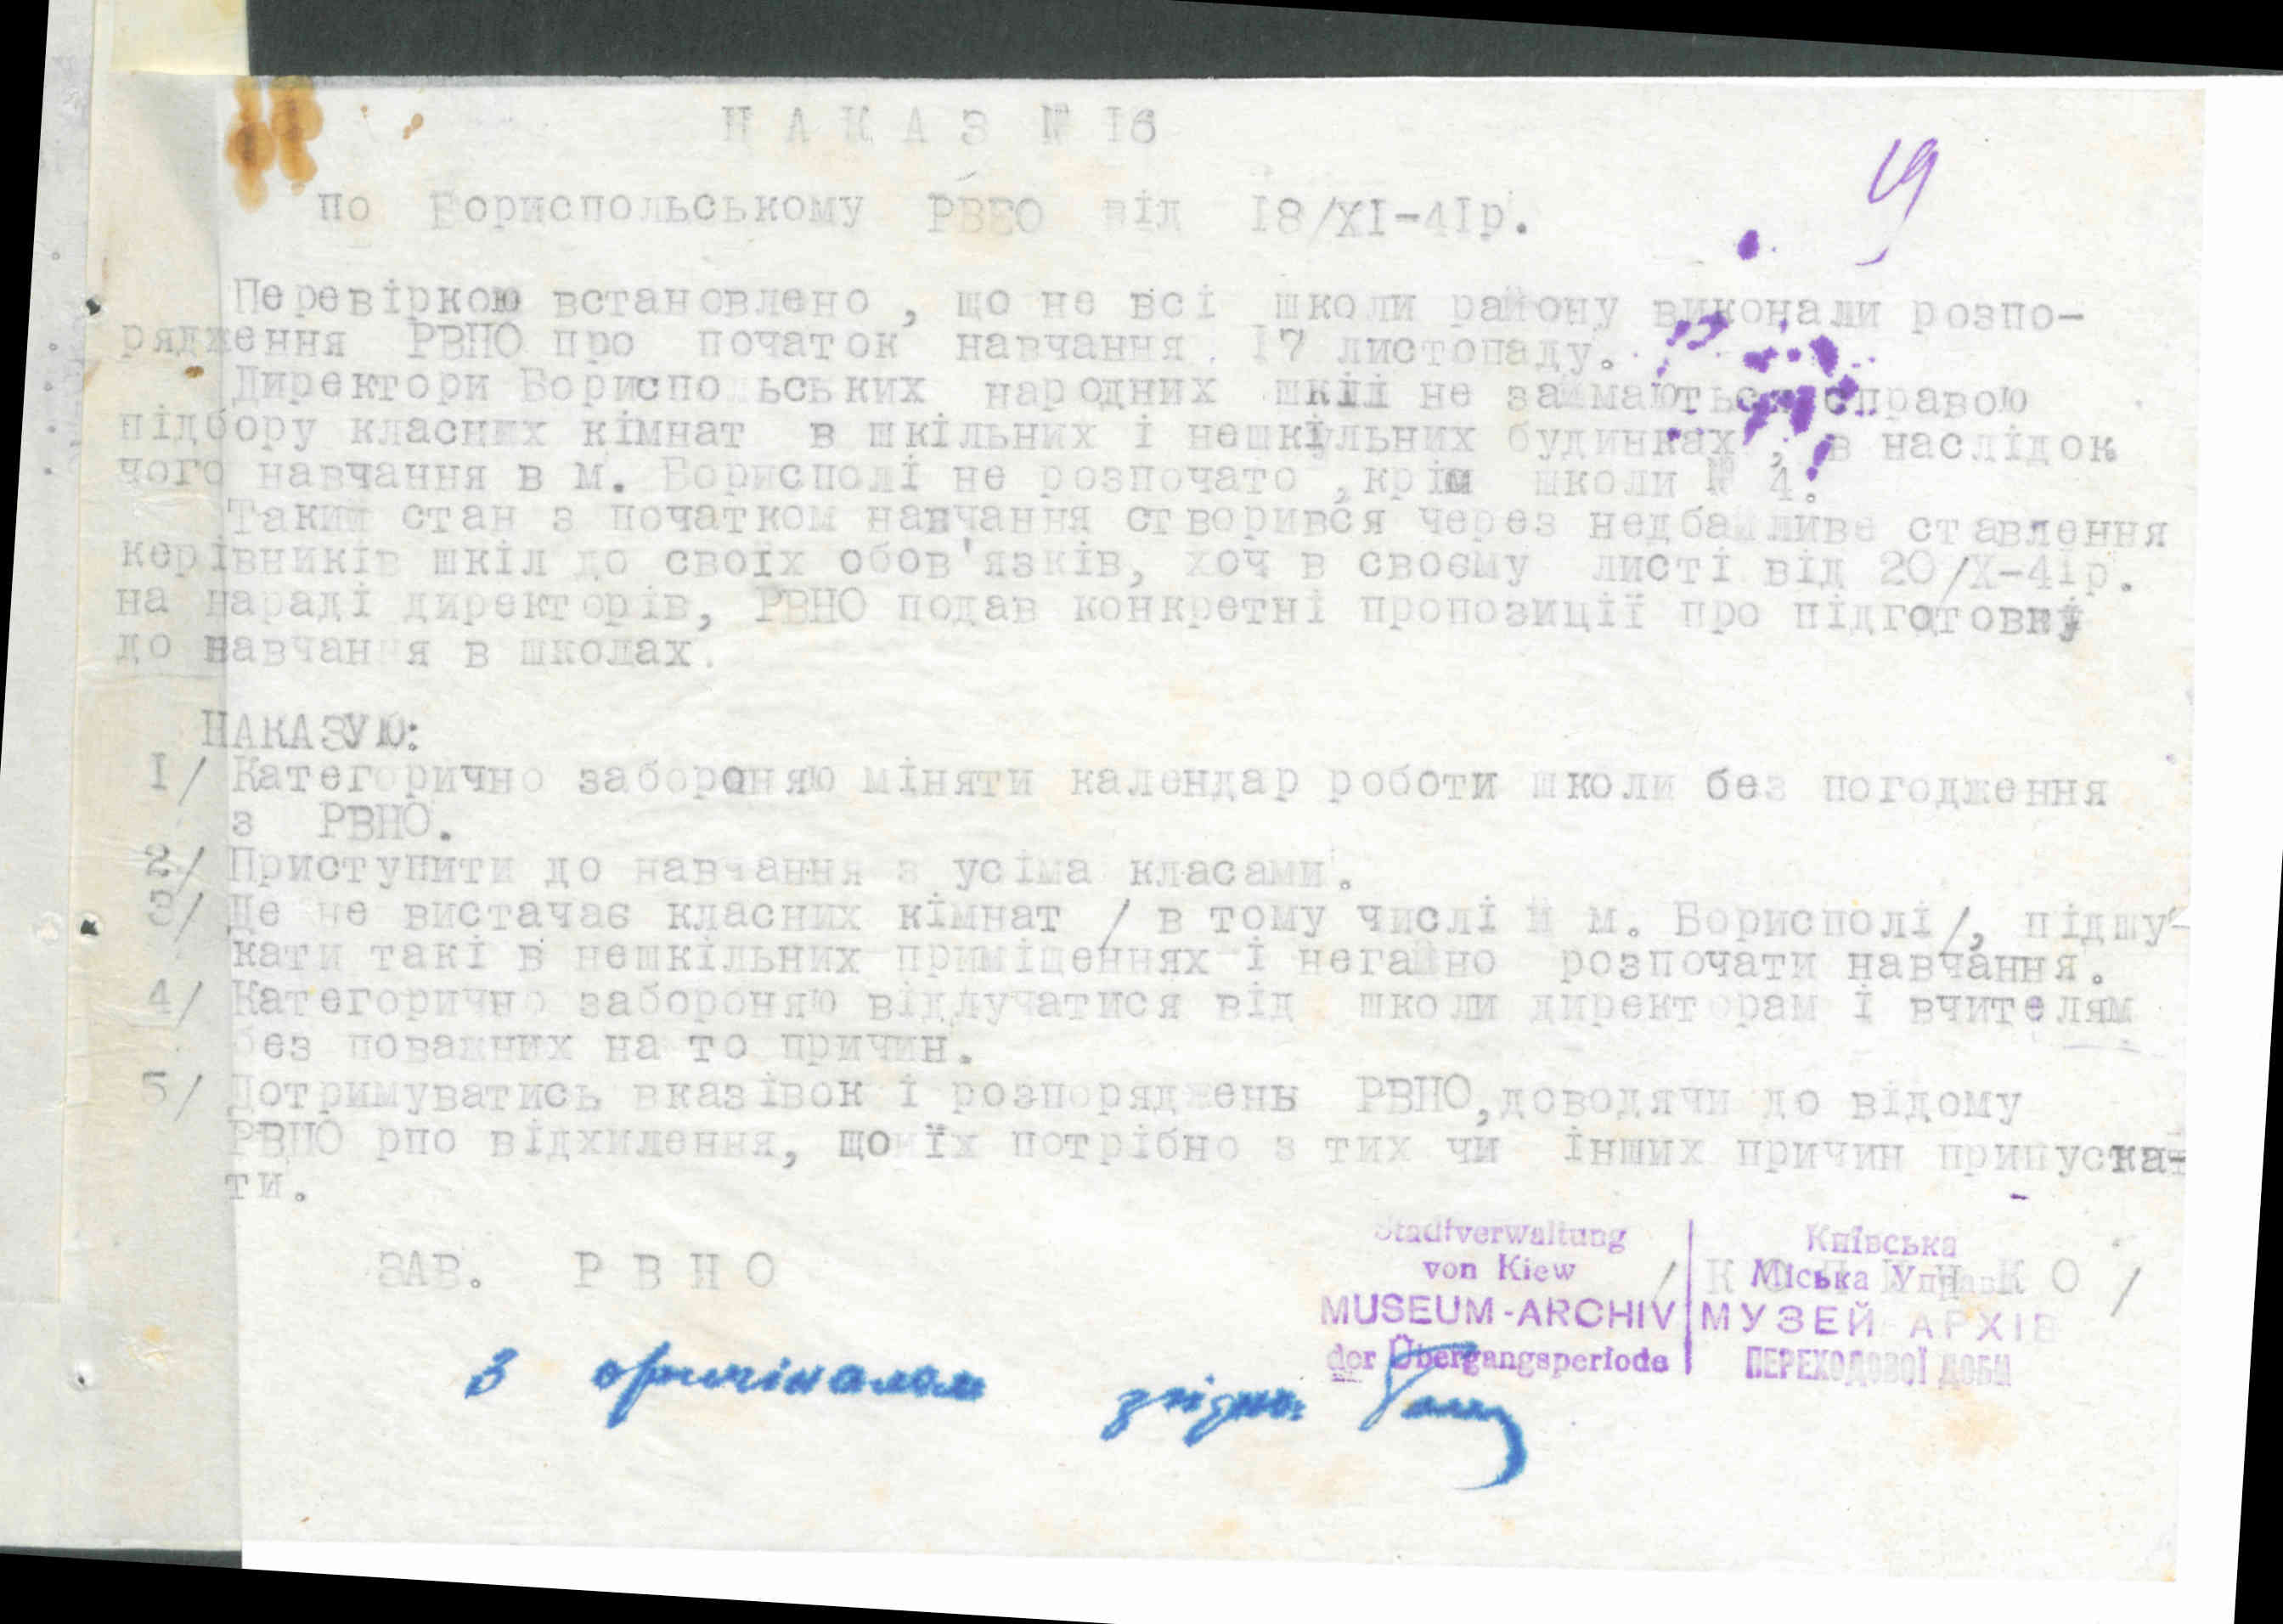 НАКАЗ № І6
19
по Бориспольському РВНО від І8/ХІ-4Ір.
Перевіркою встановлено , що не всі школи району виконали розпо-
рядження РВНО про початок навчання І7 листопаду.
Директори Бориспольських народних шкіл не займаються справою
підбору класних кімнат в шкільних і нешкільних будинках , в наслідок
чого навчання в м. Борисполі не розпочато ,крім школи № 4.
Такий стан з початком навчання створився через недбайливе ставлення
керівників шкіл до своїх обов'язків, хоч в своєму листі від 20/Х-4Ір.
на нараді директорів, РВНО подав конкретні пропозиції про підготовку
до навчання в школах.
НАКАЗУЮ:
І/ Категорично забороняю міняти календар роботи школи без погодження
з РВНО.
2/ Приступити до навчання з усіма класами.
3/ Де не вистачає класних кімнат / в тому числі й м. Борисполі/, підшу-
кати такі в нешкільних приміщеннях і негайно розпочати навчання.
4/ Категорично забороняю відлучатися від школи директорам і вчителям
без поважних на то причин.
5/ Дотримуватись вказівок і розпоряджень РВНО,доводячи до відому
РВНО рпо відхилення, що їх потрібно з тих чи інших причин припуска-
ти.
ЗАВ. РВНО
Stadtverwaltung
von Kiew
MUSEUM-ARCHIV
der Übergangsperiode
Київська
Міська Управа
МУЗЕЙ АРХІВ
ПЕРЕХОДОВОЇ ДОБИ
З оригіналом згідно: